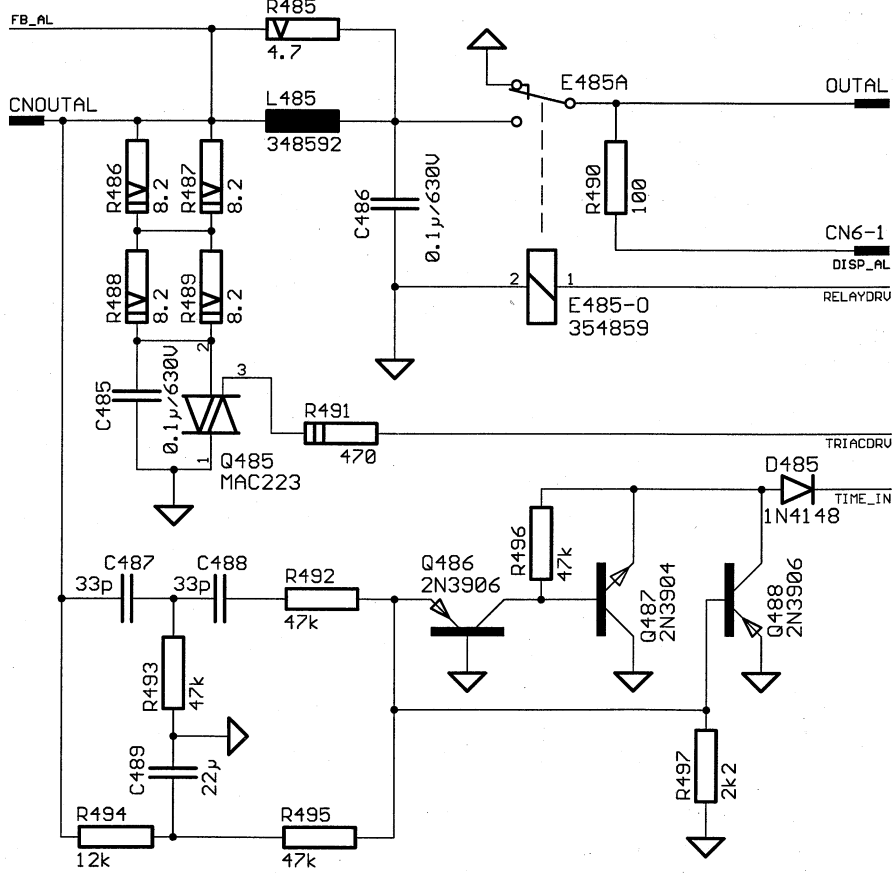 FB_AL
R485
4.7
CNOUTAL
L485
348592
E485A
OUTAL
R486
8.2
R487
8.2
C486
0.1µ/630V
R490
100
CN6-1
DISP_AL
R488
8.2
R489
8.2
2
1
E485-0
354859
RELAYDRV
2
3
C485
0.1µ/630V
1
Q485
MAC223
R491
470
TRIACDRV
D485
1N4148
TIME_IN
C487
33p
C488
33p
R492
47k
Q486
2N3906
R496
47k
Q487
2N3904
Q488
2N3906
R493
47k
C489
22µ
R497
2k2
R494
12k
R495
47k